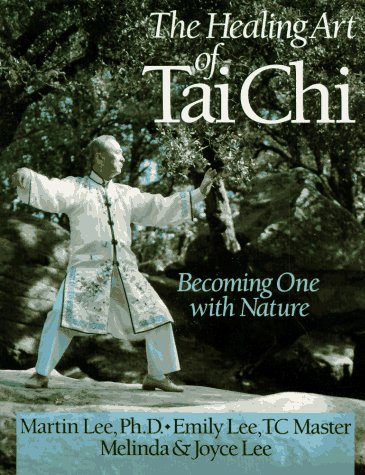 The Healing Art
of
Tai Chi
Becoming One
with Nature
Martin Lee, Ph.D. • Emily Lee, TC Master
Melinda & Joyce Lee